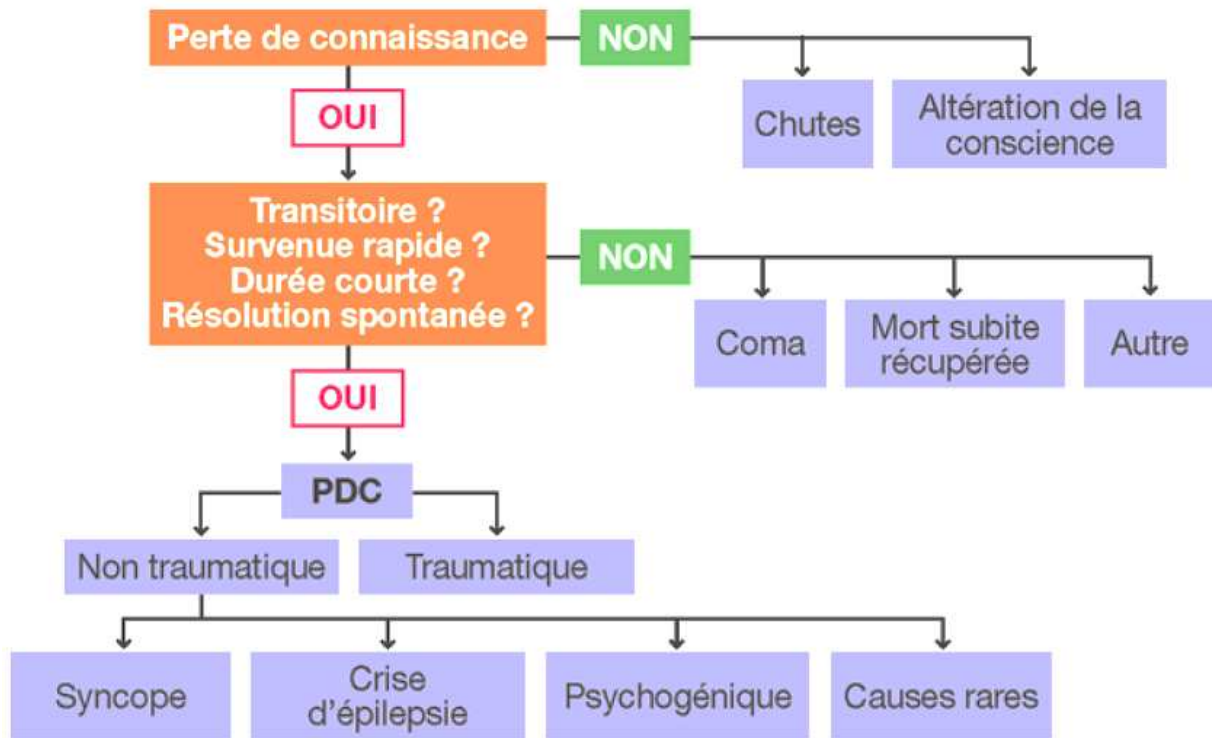 Perte de connaissance
NON
OUI
Chutes
Altération de la
conscience
Transitoire ?
Survenue rapide ?
Durée courte ?
Résolution spontanée ?
NON
Coma
Mort subite
récupérée
Autre
OUI
PDC
Non traumatique
Traumatique
Syncope
Crise
d'épilepsie
Psychogénique
Causes rares